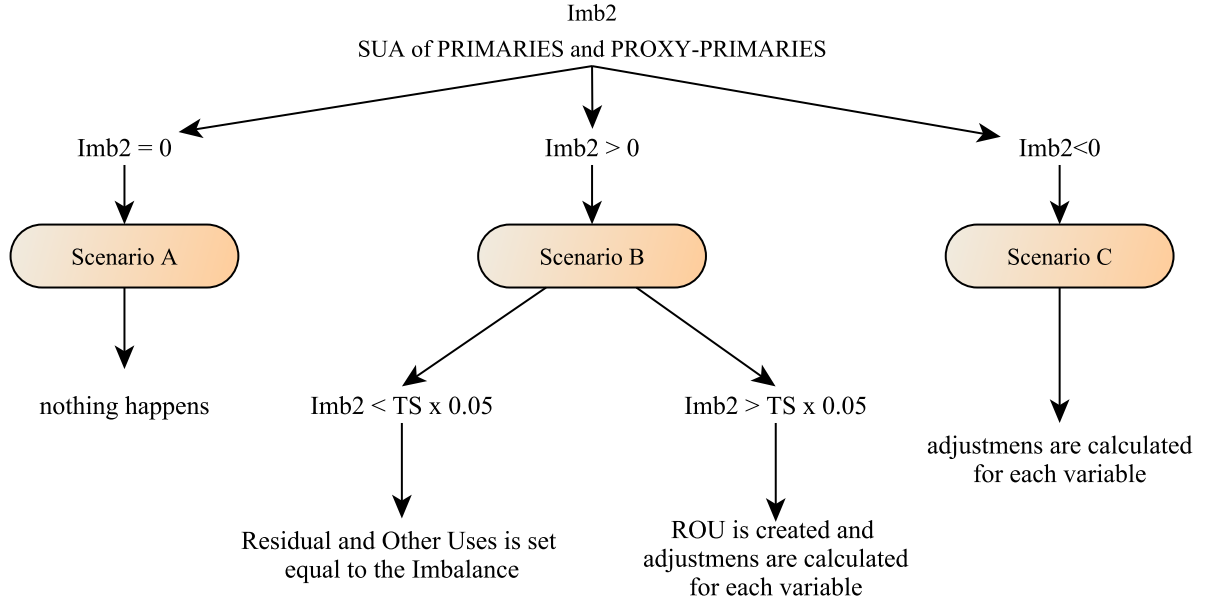 Imb2
SUA of PRIMARIES and PROXY-PRIMARIES
Imb2 = 0
Imb2 > 0
Imb2<0
Scenario A
Scenario B
Scenario C
nothing happens
Imb2 < TS x 0.05
Imb2 > TS x 0.05
adjustmens are calculated
for each variable
Residual and Other Uses is set
equal to the Imbalance
ROU is created and
adjustmens are calculated
for each variable